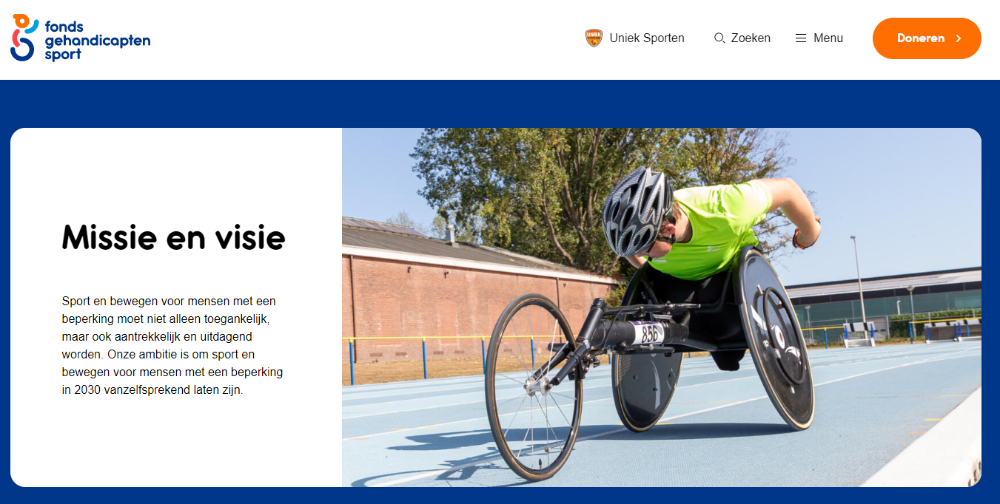 fonds
gehandicapten
sport
UNIEK
Uniek Sporten
Zoeken
Menu
Doneren
Missie en visie
Sport en bewegen voor mensen met een
beperking moet niet alleen toegankelijk,
maar ook aantrekkelijk en uitdagend
worden. Onze ambitie is om sport en
bewegen voor mensen met een beperking
in 2030 vanzelfsprekend laten zijn.
856